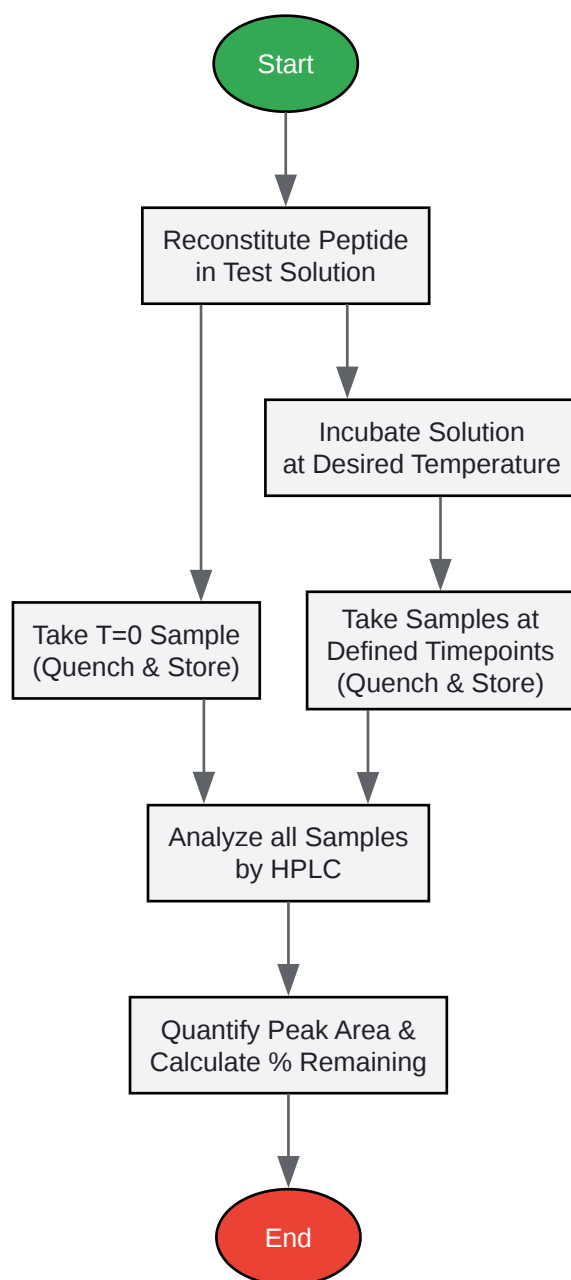 Start
Reconstitute Peptide
in Test Solution
Incubate Solution
at Desired Temperature
Take T=0 Sample
(Quench & Store)
Take Samples at
Defined Timepoints
(Quench & Store)
Analyze all Samples
by HPLC
Quantify Peak Area &
Calculate % Remaining
End